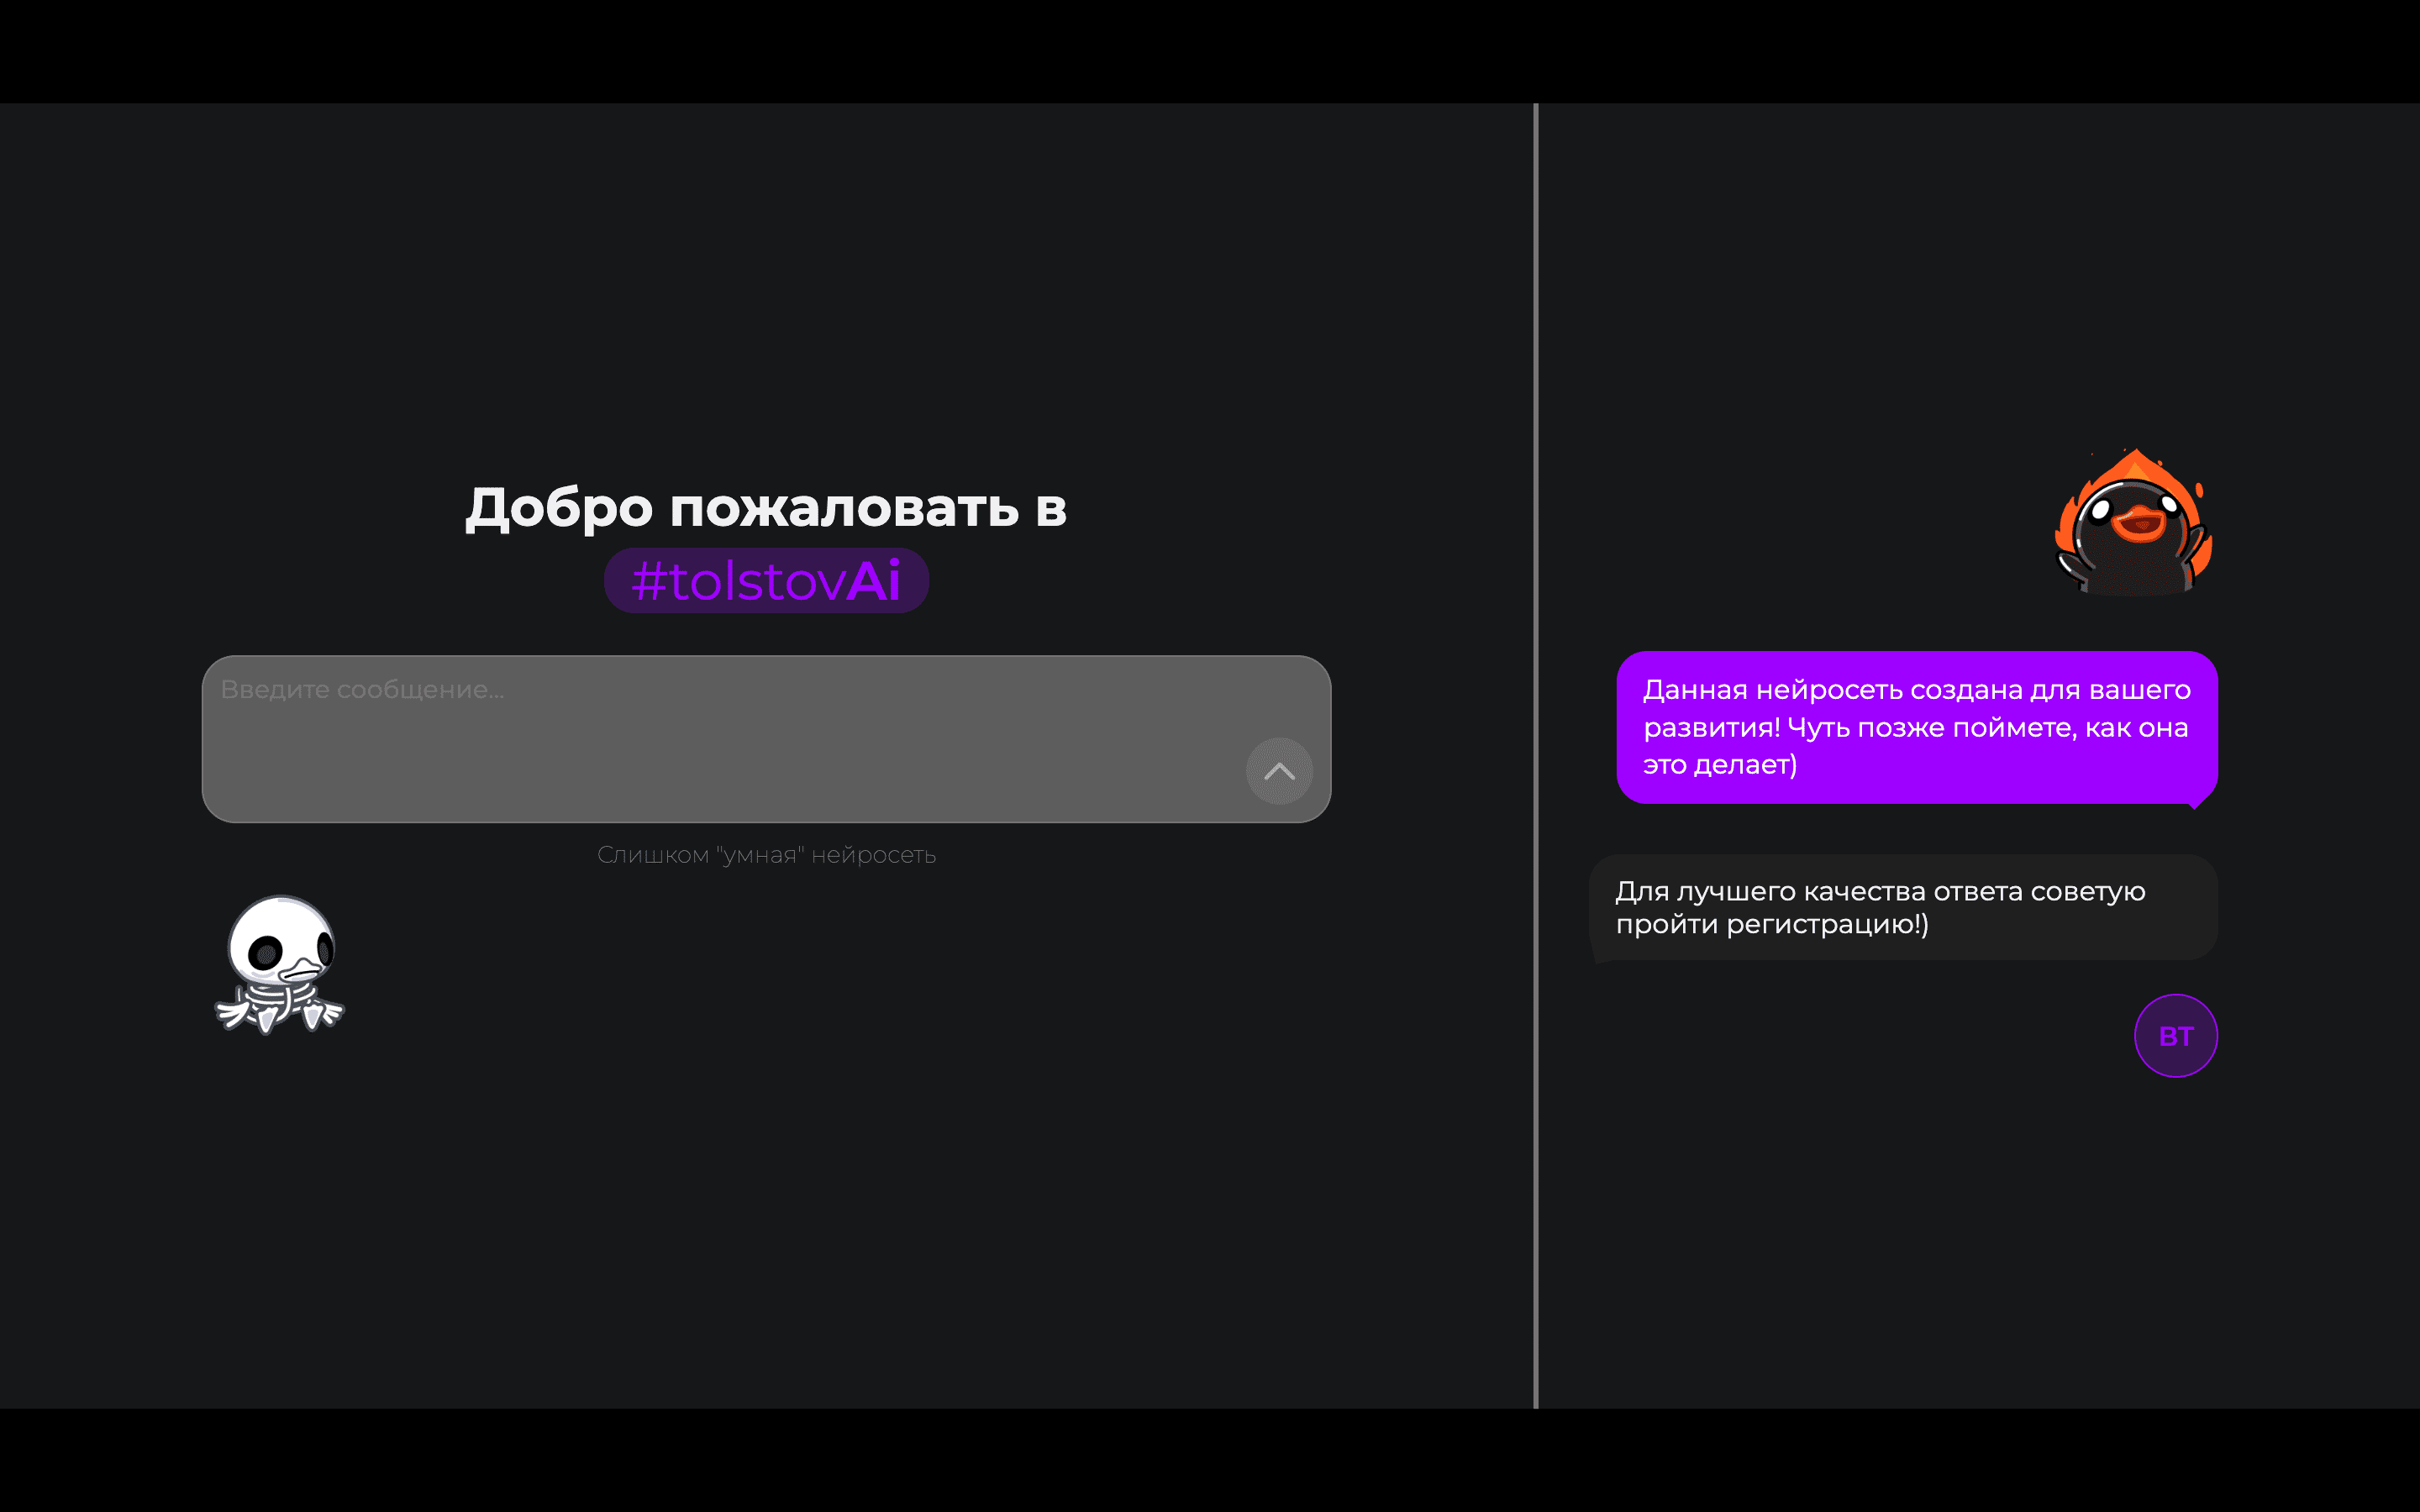 Добро пожаловать в
#tolstovAi
Введите сообщение...
Слишком "умная" нейросеть
Данная нейросеть создана для вашего
развития! Чуть позже поймете, как она
это делает)
Для лучшего качества ответа советую
пройти регистрацию!)
ВТ